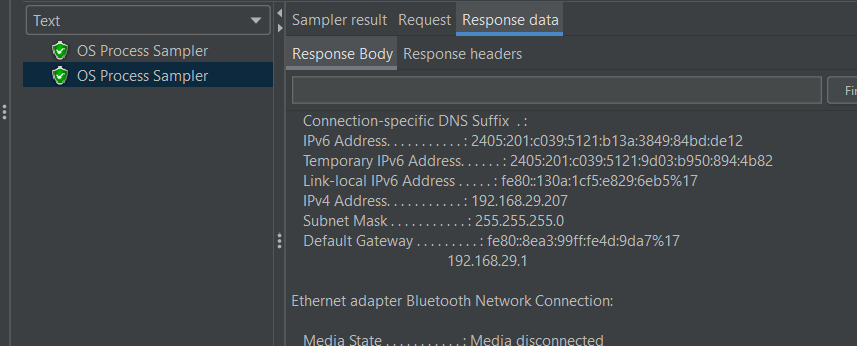 Text
OS Process Sampler
OS Process Sampler
Sampler result Request Response data
Response Body Response headers
Connection-specific DNS Suffix . :
IPv6 Address. . . . . . . . . . . : 2405:201:c039:5121:b13a:3849:84bd:de12
Temporary IPv6 Address. . . . . . : 2405:201:c039:5121:9d03:b950:894:4b82
Link-local IPv6 Address . . . . . : fe80::130a:1cf5:e829:6eb5%17
IPv4 Address. . . . . . . . . . . : 192.168.29.207
Subnet Mask . . . . . . . . . . . : 255.255.255.0
Default Gateway . . . . . . . . . : fe80::8ea3:99ff:fe4d:9da7%17
192.168.29.1
Ethernet adapter Bluetooth Network Connection:
Media State . . . . . . . . . . . : Media disconnected